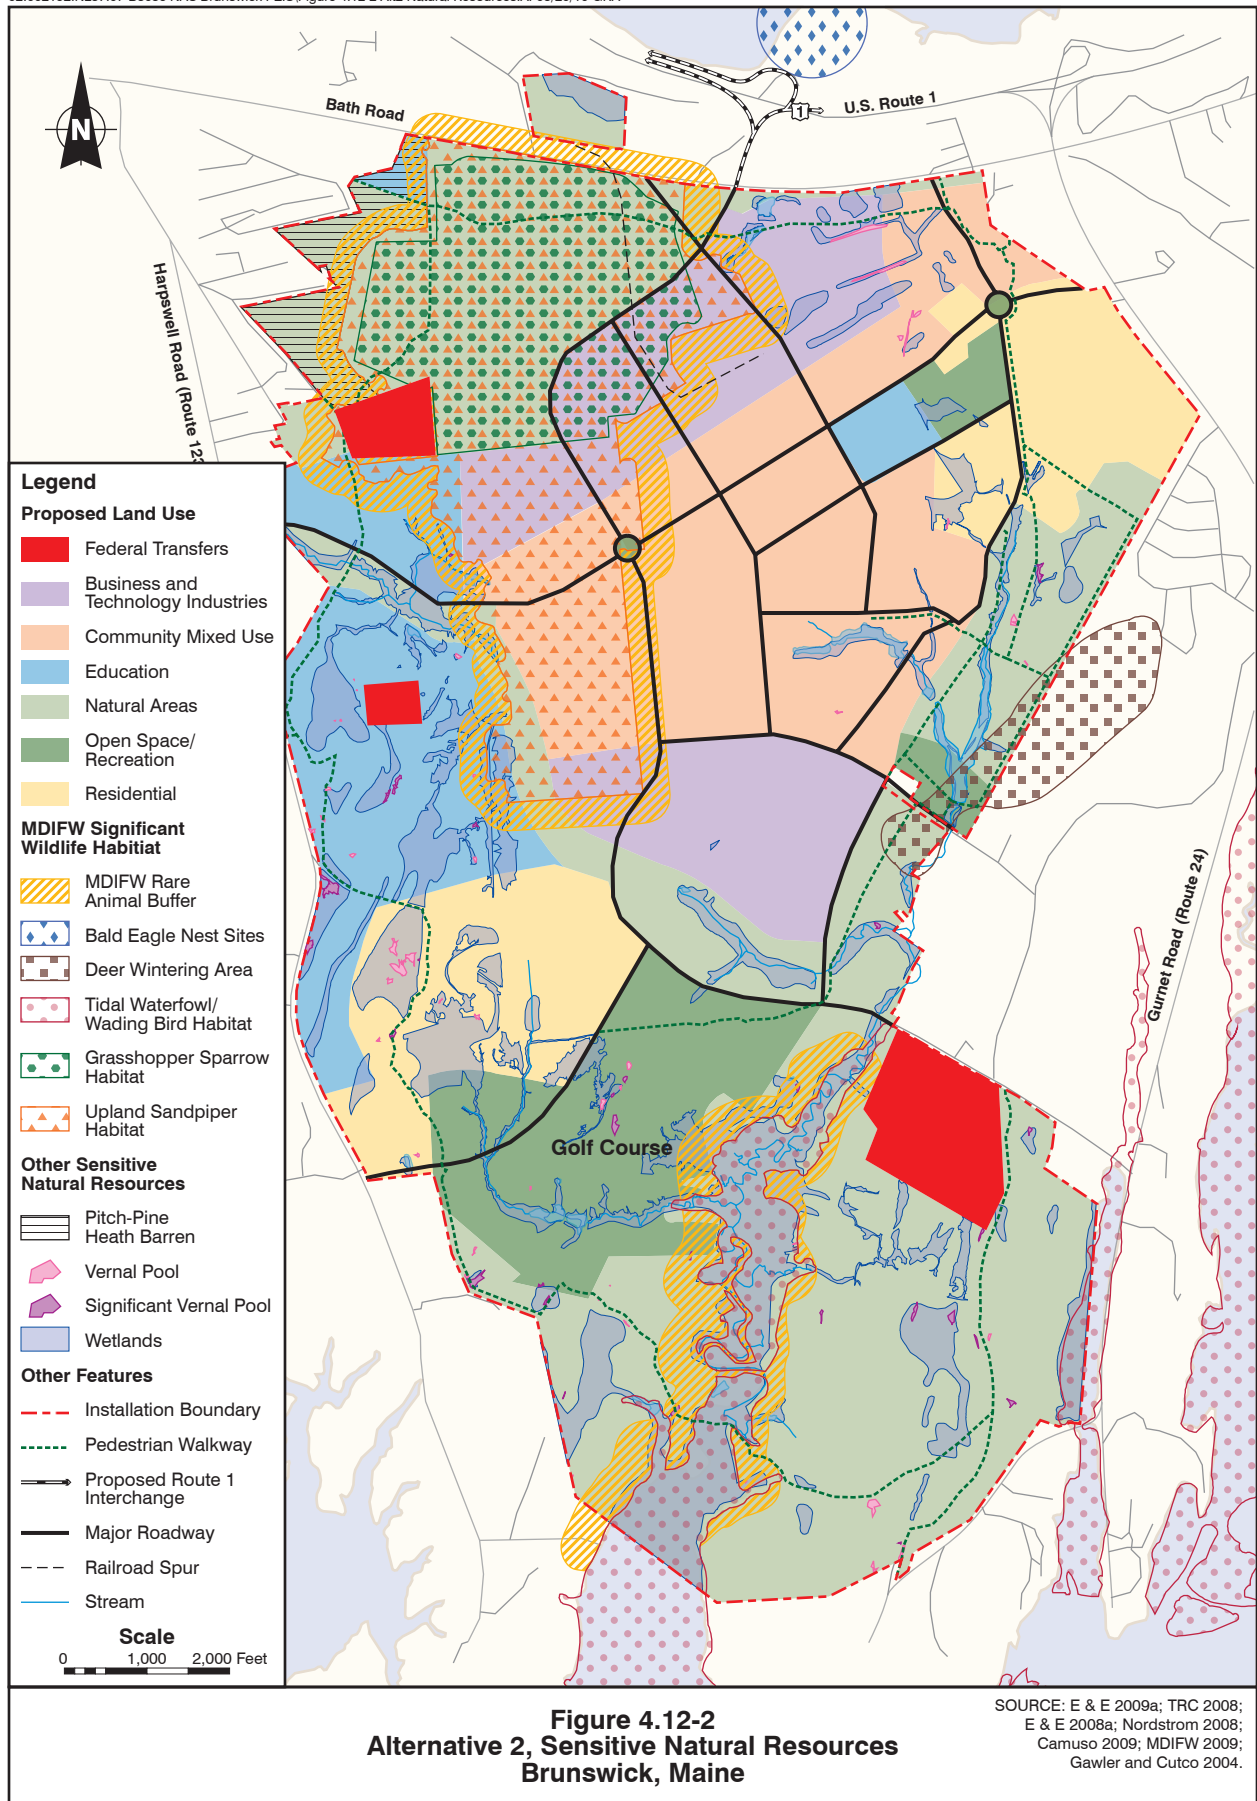 Bath Road
U.S. Route 1
1
N
Harpswell Road (Route 123
Legend
Proposed Land Use
Federal Transfers
Business and
Technology Industries
Community Mixed Use
Education
Natural Areas
Open Space/
Recreation
Residential
MDIFW Significant
Wildlife Habitiat
MDIFW Rare
Animal Buffer
Bald Eagle Nest Sites
Deer Wintering Area
Tidal Waterfowl/
Wading Bird Habitat
Grasshopper Sparrow
Habitat
Upland Sandpiper
Habitat
Other Sensitive
Natural Resources
Pitch-Pine
Heath Barren
Vernal Pool
Significant Vernal Pool
Wetlands
Other Features
Installation Boundary
Pedestrian Walkway
Proposed Route 1
Interchange
Major Roadway
Railroad Spur
Stream
Scale
0 1,000 2,000 Feet
Gurnet Road (Route 24)
Golf Course
Figure 4.12-2
Alternative 2, Sensitive Natural Resources
Brunswick, Maine
SOURCE: E & E 2009a; TRC 2008;
E & E 2008a; Nordstrom 2008;
Camuso 2009; MDIFW 2009;
Gawler and Cutco 2004.